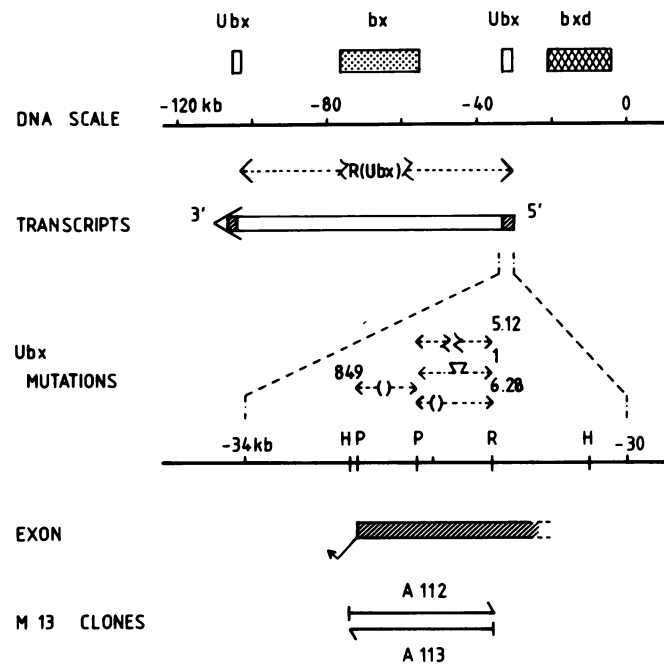 Ubx bx Ubx bxd
-120 kb -80 -40 0
DNA SCALE
R(Ubx)
3' 5'
TRANSCRIPTS
5.12
Ubx 1
MUTATIONS 849 6.28
-34kb H P P R H -30
EXON
A 112
M 13 CLONES
A 113